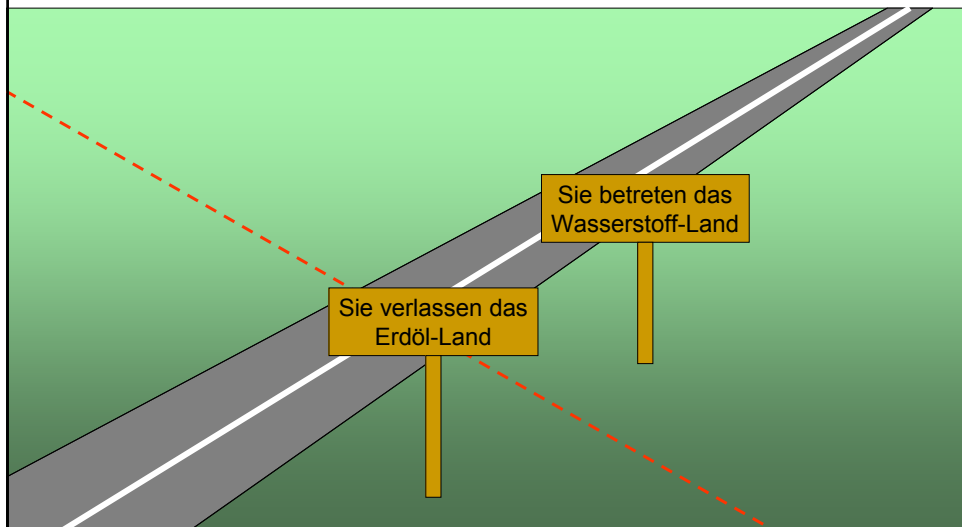 Sie betreten das
Wasserstoff-Land
Sie verlassen das
Erdöl-Land